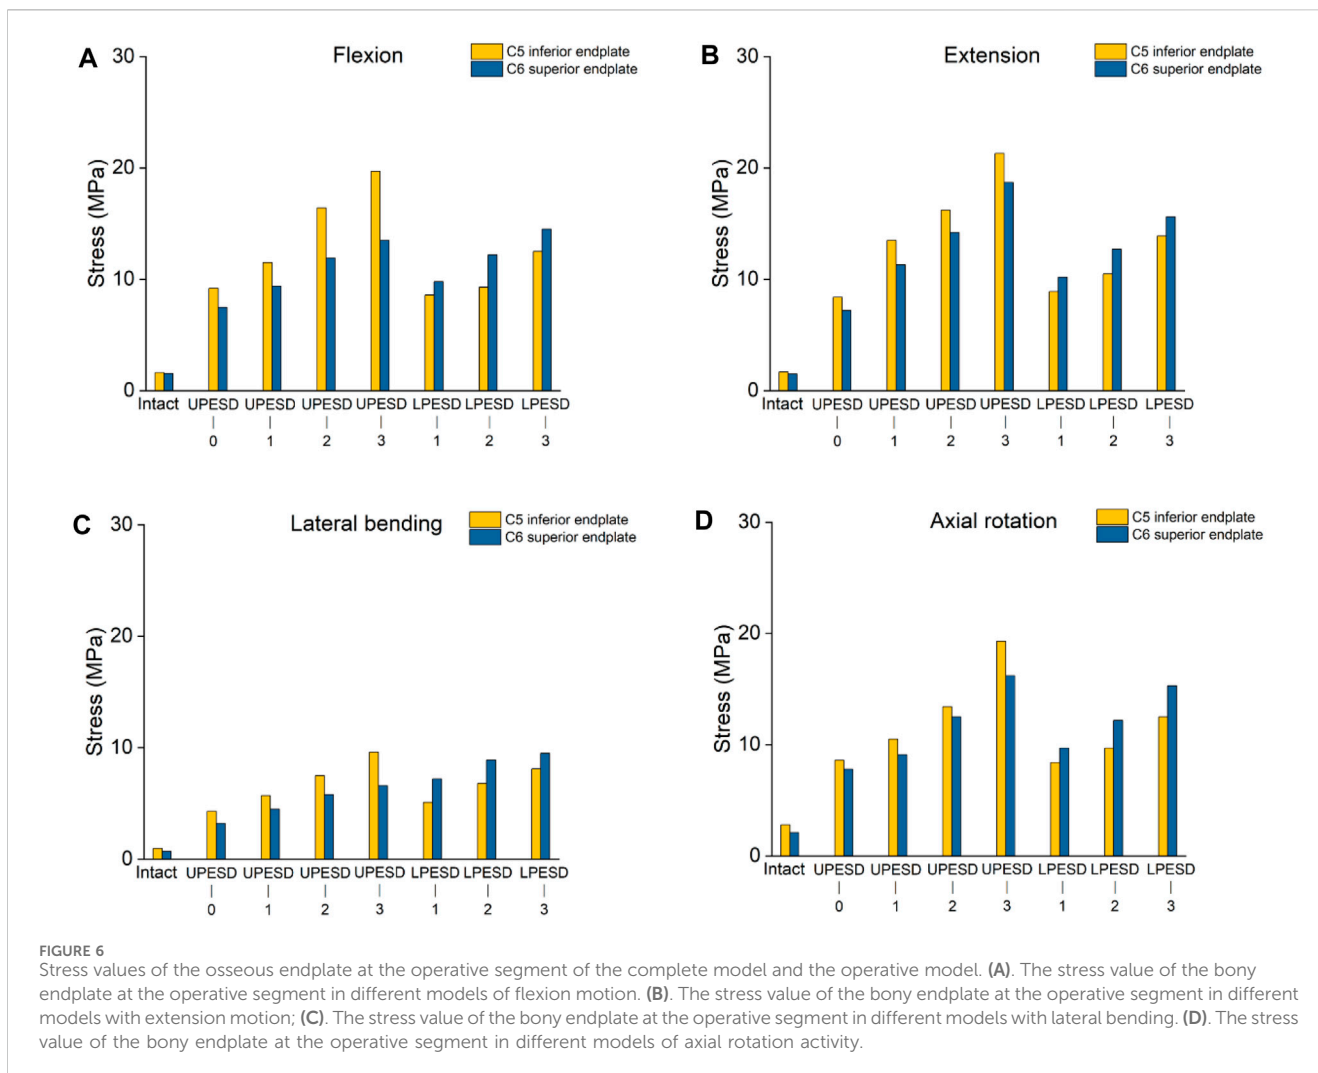 A
Flexion
C5 inferior endplate
C6 superior endplate
Stress (MPa)
30
20
10
0
Intact UPESD UPESD UPESD UPESD LPESD LPESD LPESD
| | | | | | |
0 1 2 3 1 2 3
B
Extension
C5 inferior endplate
C6 superior endplate
Stress (MPa)
30
20
10
0
Intact UPESD UPESD UPESD UPESD LPESD LPESD LPESD
| | | | | | |
0 1 2 3 1 2 3
C
Lateral bending
C5 inferior endplate
C6 superior endplate
Stress (MPa)
30
20
10
0
Intact UPESD UPESD UPESD UPESD LPESD LPESD LPESD
| | | | | | |
0 1 2 3 1 2 3
D
Axial rotation
C5 inferior endplate
C6 superior endplate
Stress (MPa)
30
20
10
0
Intact UPESD UPESD UPESD UPESD LPESD LPESD LPESD
| | | | | | |
0 1 2 3 1 2 3
FIGURE 6
Stress values of the osseous endplate at the operative segment of the complete model and the operative model. (A). The stress value of the bony
endplate at the operative segment in different models of flexion motion. (B). The stress value of the bony endplate at the operative segment in different
models with extension motion; (C). The stress value of the bony endplate at the operative segment in different models with lateral bending. (D). The stress
value of the bony endplate at the operative segment in different models of axial rotation activity.